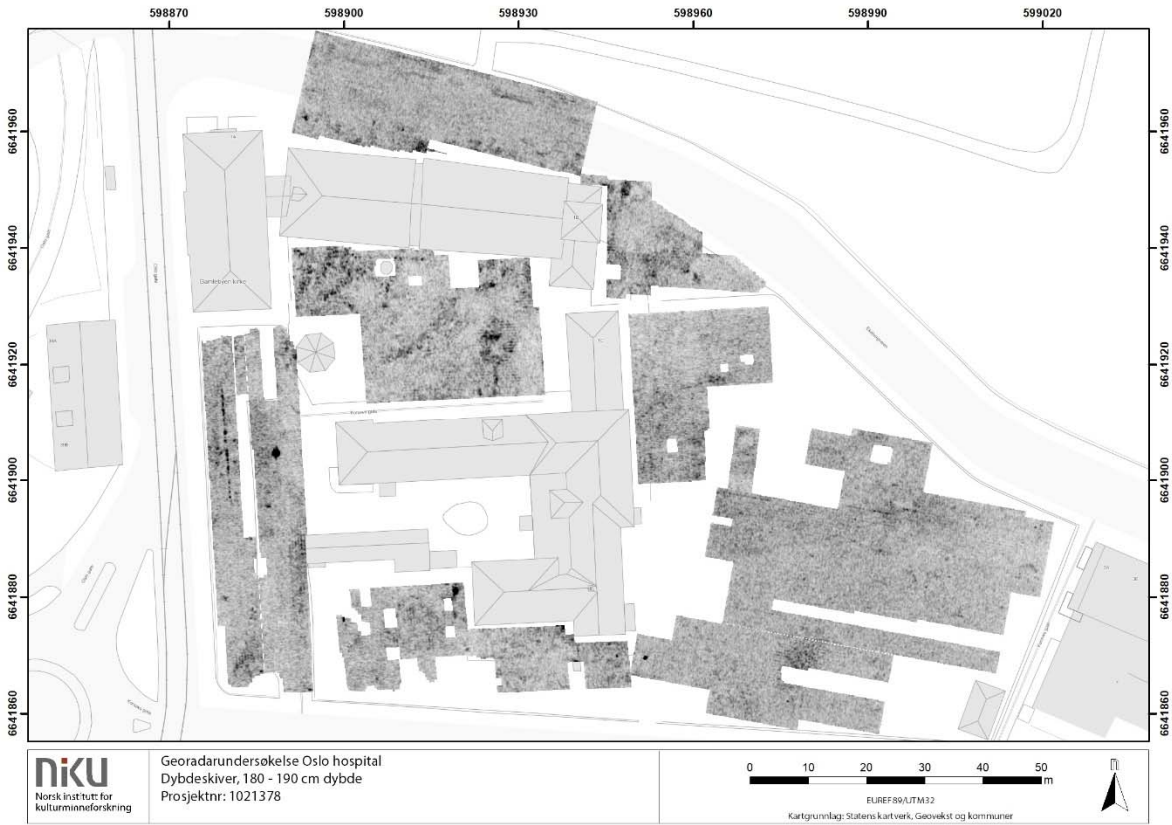 598870 598900 598930 598960 598990 599020
6641960 6641960
6641940 6641940
Gamlebyen kirke
6641920 6641920
6641900 6641900
6641880 6641880
6641860 6641860
niku
Norsk institutt for
kulturminneforskning
Georadarundersøkelse Oslo hospital
Dybdeskiver, 180 - 190 cm dybde
Prosjektnr: 1021378
0 10 20 30 40 50
m
EUREF89/UTM32
Kartgrunnlag: Statens kartverk, Geovekst og kommuner